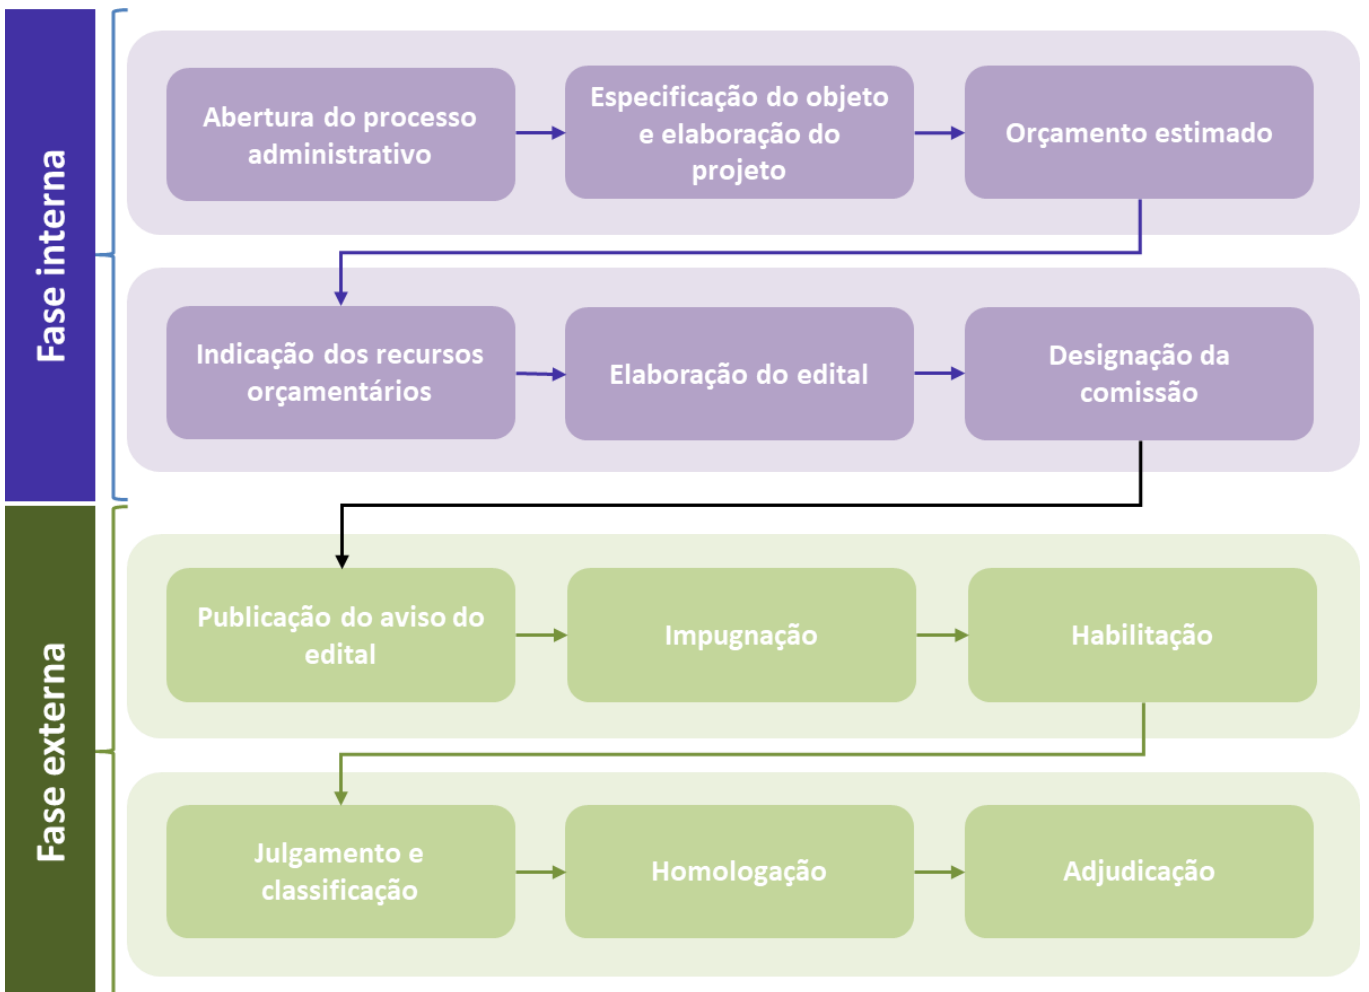 Fase interna
Abertura do processo
administrativo
Especificação do objeto
e elaboração do
projeto
Orçamento estimado
Indicação dos recursos
orçamentários
Elaboração do edital
Designação da
comissão
Fase externa
Publicação do aviso do
edital
Impugnação
Habilitação
Julgamento e
classificação
Homologação
Adjudicação